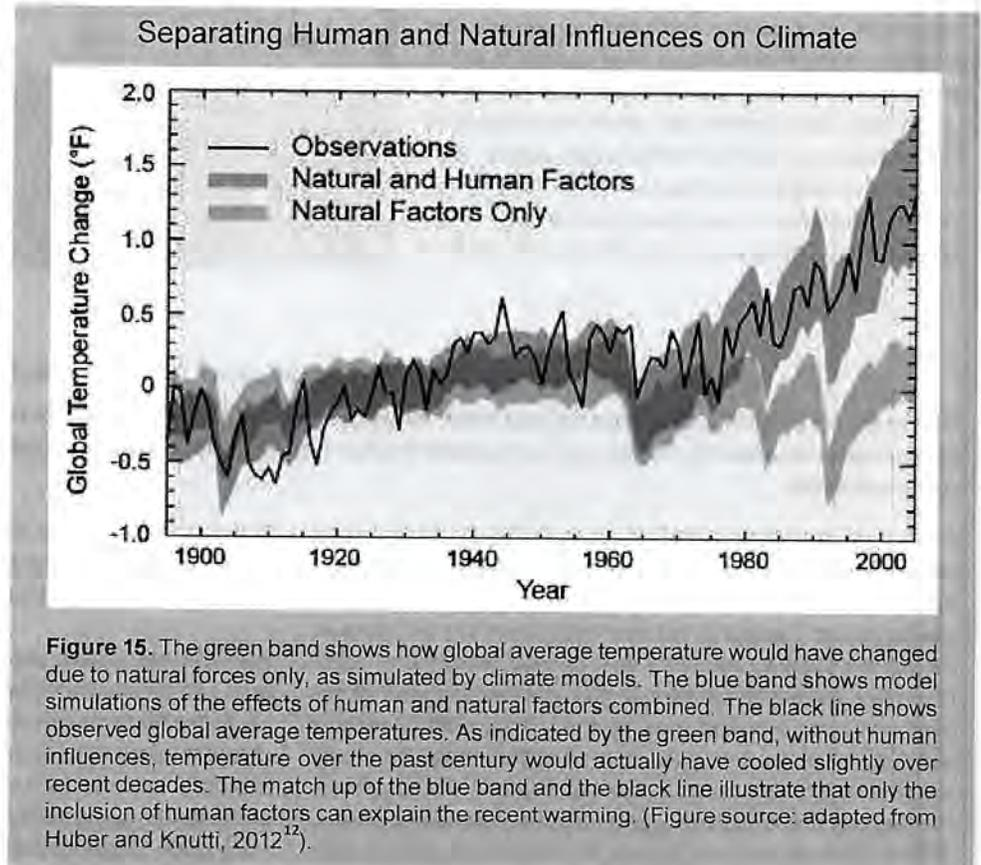 Separating Human and Natural Influences on Climate
2.0
1.5
1.0
0.5
0
-0.5
-1.0
Global Temperature Change (°F)
Observations
Natural and Human Factors
Natural Factors Only
1900 1920 1940 1960 1980 2000
Year
Figure 15. The green band shows how global average temperature would have changed
due to natural forces only, as simulated by climate models. The blue band shows model
simulations of the effects of human and natural factors combined. The black line shows
observed global average temperatures. As indicated by the green band, without human
influences, temperature over the past century would actually have cooled slightly over
recent decades. The match up of the blue band and the black line illustrate that only the
inclusion of human factors can explain the recent warming. (Figure source: adapted from
Huber and Knutti, 2012¹²).